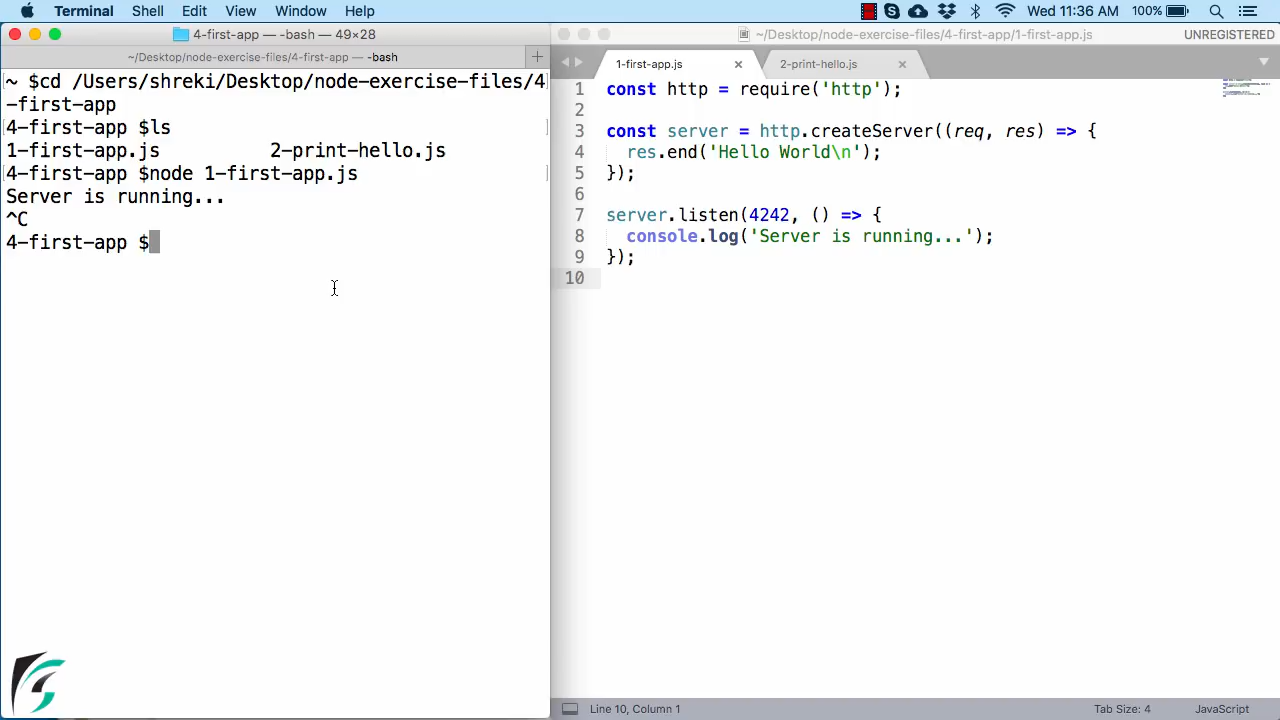 Terminal Shell Edit View Window Help Wed 11:36 AM 100%
4-first-app — -bash — 49×28
~/Desktop/node-exercise-files/4-first-app/1-first-app.js UNREGISTERED
~/Desktop/node-exercise-files/4-first-app — -bash +
1-first-app.js × 2-print-hello.js ×
~ $cd /Users/shreki/Desktop/node-exercise-files/4
-first-app
4-first-app $ls
1-first-app.js 2-print-hello.js
4-first-app $node 1-first-app.js
Server is running...
^C
4-first-app $
1 const http = require('http');
2
3 const server = http.createServer((req, res) => {
4 res.end('Hello World\n');
5 });
6
7 server.listen(4242, () => {
8 console.log('Server is running...');
9 });
10
Line 10, Column 1 Tab Size: 4 JavaScript